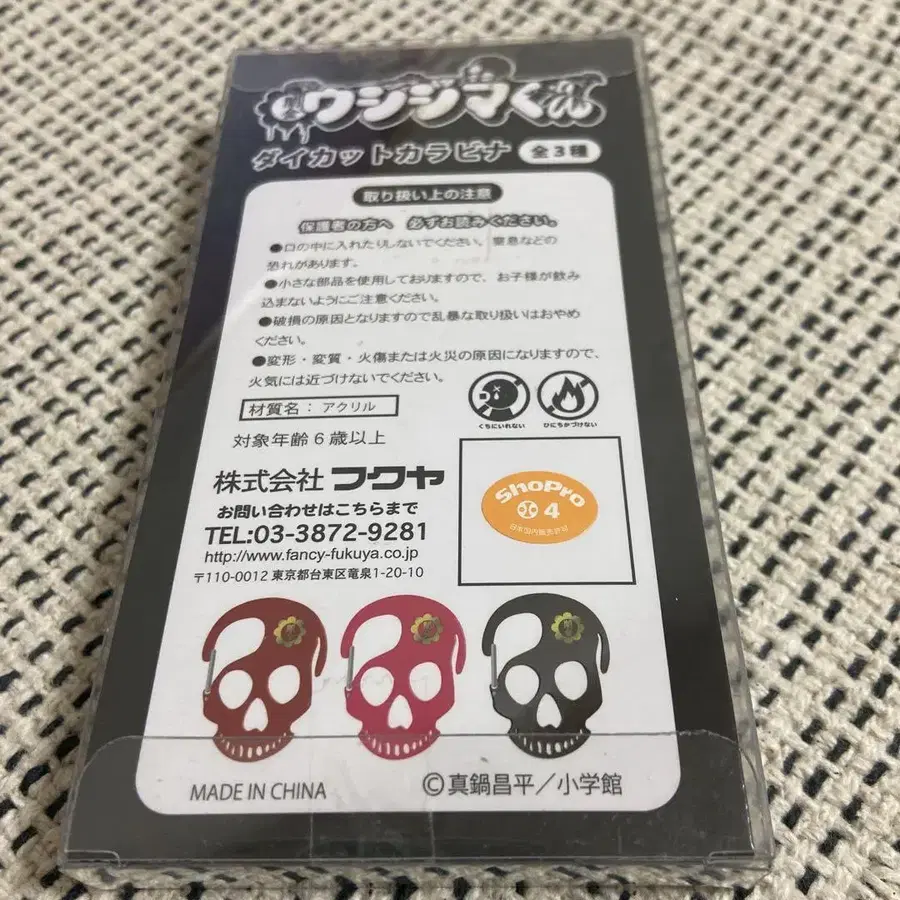 闇金ウシジマくん
ダイカットカラビナ 全3種
取り扱い上の注意
保護者の方へ 必ずお読みください。
●口の中に入れたりしないでください。窒息などの
恐れがあります。
●小さな部品を使用しておりますので、お子様が飲み
込まないようにご注意ください。
●破損の原因となりますので乱暴な取り扱いはおやめ
ください。
●変形・変質・火傷または火災の原因になりますので、
火気には近づけないでください。
材質名：アクリル
くちにいれない
ひにちかづけない
対象年齢6歳以上
株式会社フクヤ
お問い合わせはこちらまで
TEL:03-3872-9281
http://www.fancy-fukuya.co.jp
〒110-0012 東京都台東区竜泉1-20-10
ShoPro
4
日本国内販売許諾
MADE IN CHINA
©真鍋昌平／小学館